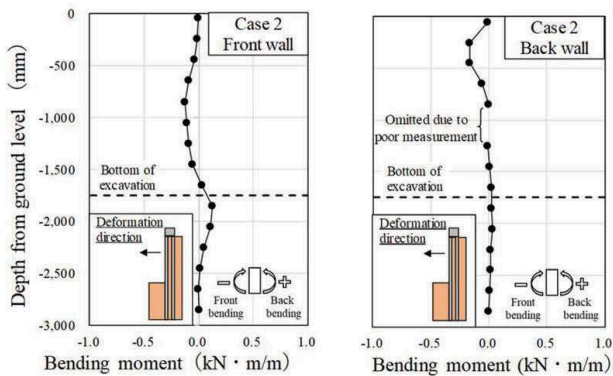 Case 2
Front wall
Depth from ground level (mm)
0
-500
-1,000
-1,500
-2,000
-2,500
-3,000
Bottom of
excavation
Deformation
direction
Front
bending
Back
bending
-1.0 -0.5 0.0 0.5 1.0
Bending moment (kN・m/m)
Case 2
Back wall
Omitted due to
poor measurement
Bottom of
excavation
Deformation
direction
Front
bending
Back
bending
-1.0 -0.5 0.0 0.5 1.0
Bending moment (kN・m/m)